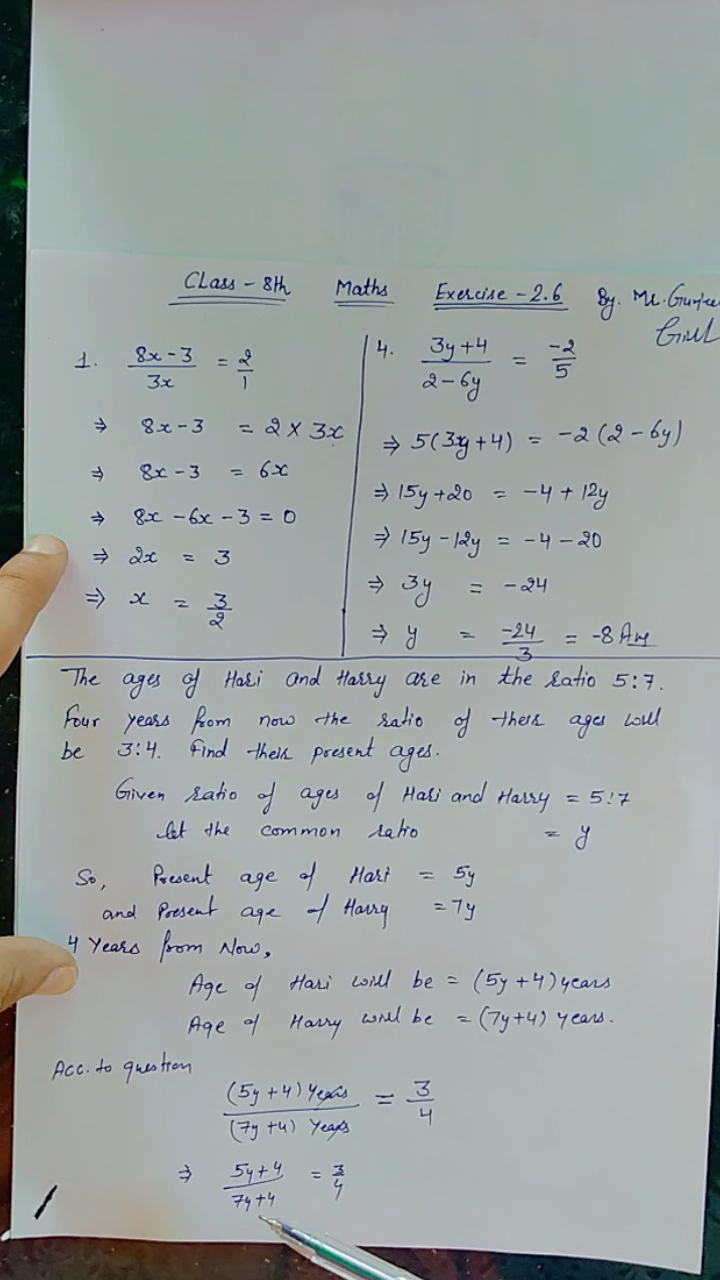 Class - 8th Maths Exercise - 2.6 By. Mr.
Gill
1. (8x - 3)/(3x) = 2/1
⇒ 8x - 3 = 2 × 3x
⇒ 8x - 3 = 6x
⇒ 8x - 6x - 3 = 0
⇒ 2x = 3
⇒ x = 3/2
4. (3y + 4)/(2 - 6y) = -2/5
⇒ 5(3y + 4) = -2(2 - 6y)
⇒ 15y + 20 = -4 + 12y
⇒ 15y - 12y = -4 - 20
⇒ 3y = -24
⇒ y = -24/3 = -8 Ans
The ages of Hari and Harry are in the ratio 5:7.
Four years from now the ratio of their ages will
be 3:4. Find their present ages.
Given ratio of ages of Hari and Harry = 5:7
let the common ratio = y
So, Present age of Hari = 5y
and Present age of Harry = 7y
4 Years from Now,
Age of Hari will be = (5y + 4) years
Age of Harry will be = (7y + 4) years.
Acc. to question
(5y + 4) Years/(7y + 4) Years = 3/4
⇒ (5y + 4)/(7y + 4) = 3/4